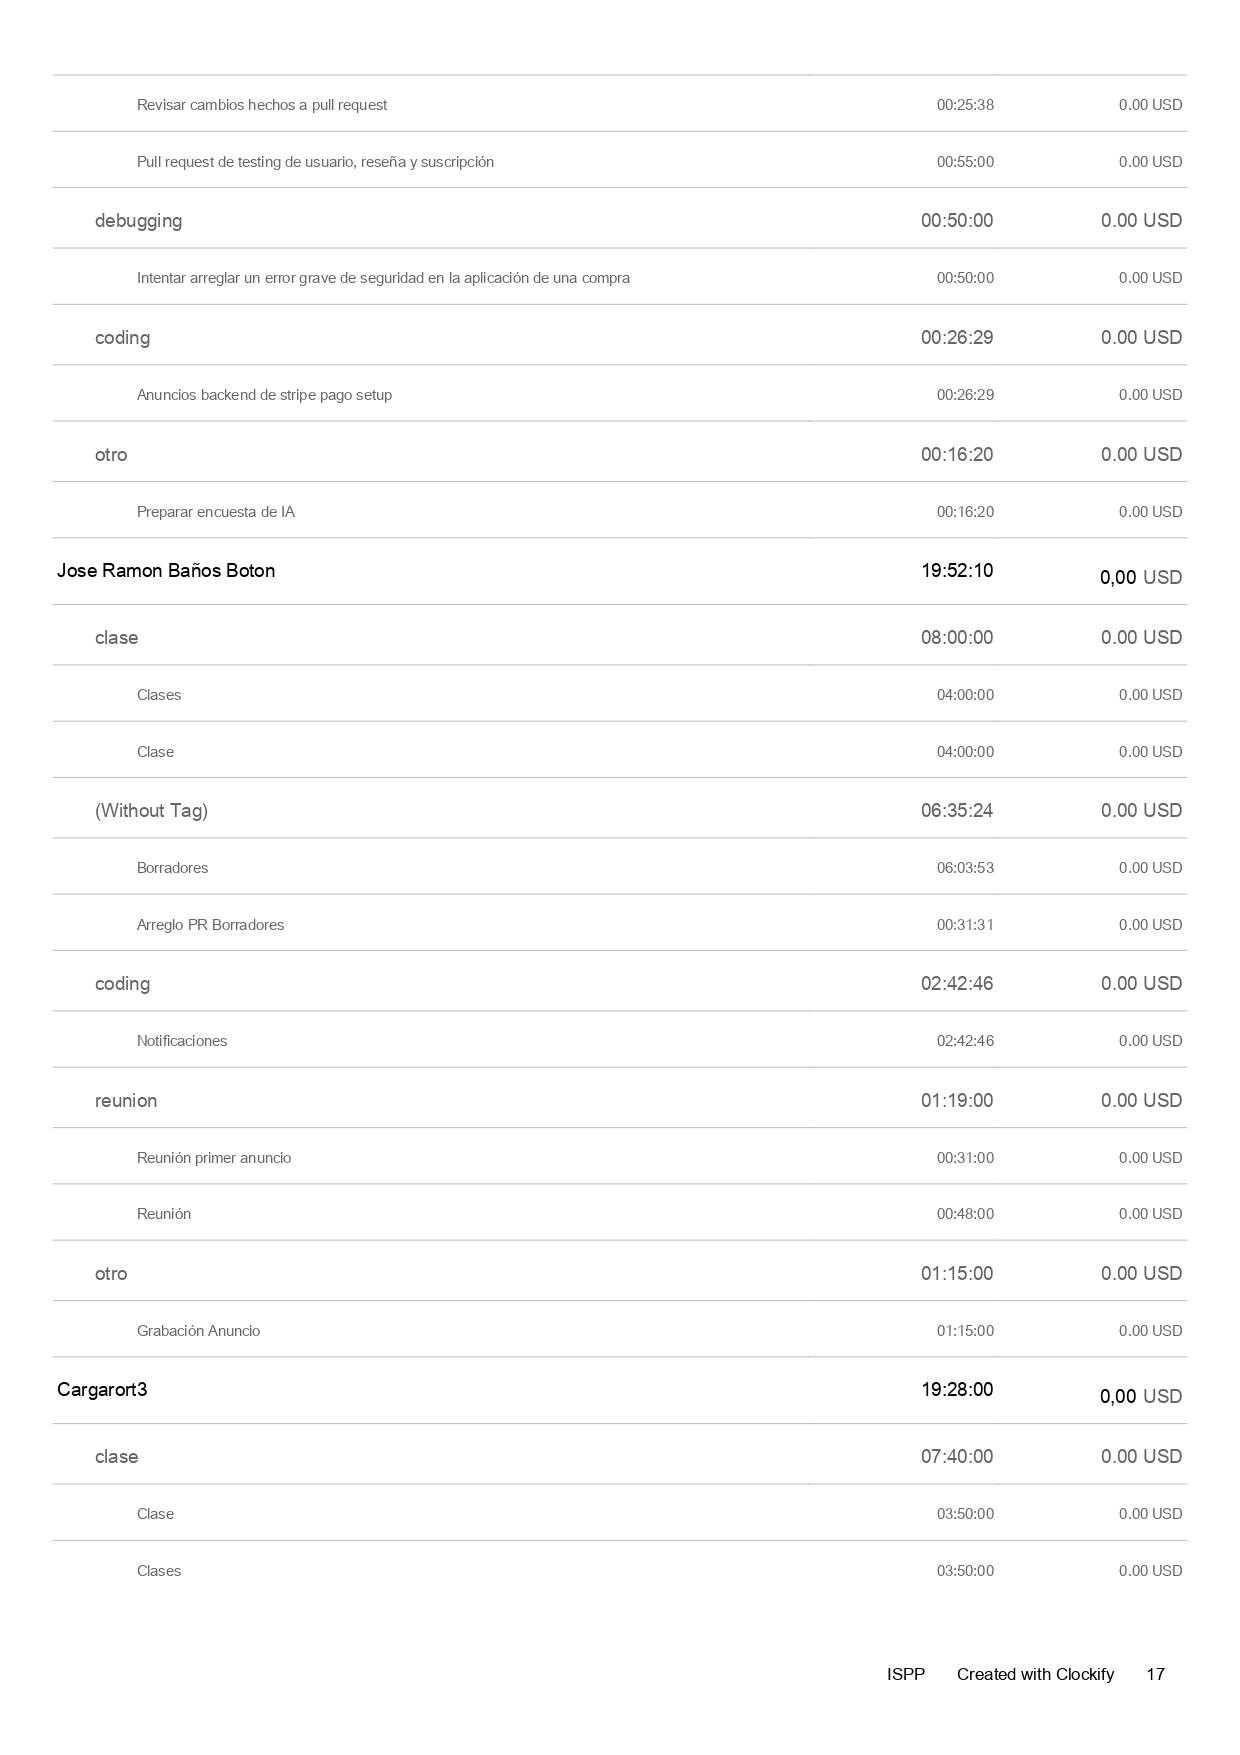 Revisar cambios hechos a pull request 00:25:38 0.00 USD
Pull request de testing de usuario, reseña y suscripción 00:55:00 0.00 USD
debugging 00:50:00 0.00 USD
Intentar arreglar un error grave de seguridad en la aplicación de una compra 00:50:00 0.00 USD
coding 00:26:29 0.00 USD
Anuncios backend de stripe pago setup 00:26:29 0.00 USD
otro 00:16:20 0.00 USD
Preparar encuesta de IA 00:16:20 0.00 USD
Jose Ramon Baños Boton 19:52:10 0,00 USD
clase 08:00:00 0.00 USD
Clases 04:00:00 0.00 USD
Clase 04:00:00 0.00 USD
(Without Tag) 06:35:24 0.00 USD
Borradores 06:03:53 0.00 USD
Arreglo PR Borradores 00:31:31 0.00 USD
coding 02:42:46 0.00 USD
Notificaciones 02:42:46 0.00 USD
reunion 01:19:00 0.00 USD
Reunión primer anuncio 00:31:00 0.00 USD
Reunión 00:48:00 0.00 USD
otro 01:15:00 0.00 USD
Grabación Anuncio 01:15:00 0.00 USD
Cargarort3 19:28:00 0,00 USD
clase 07:40:00 0.00 USD
Clase 03:50:00 0.00 USD
Clases 03:50:00 0.00 USD
ISPP Created with Clockify 17